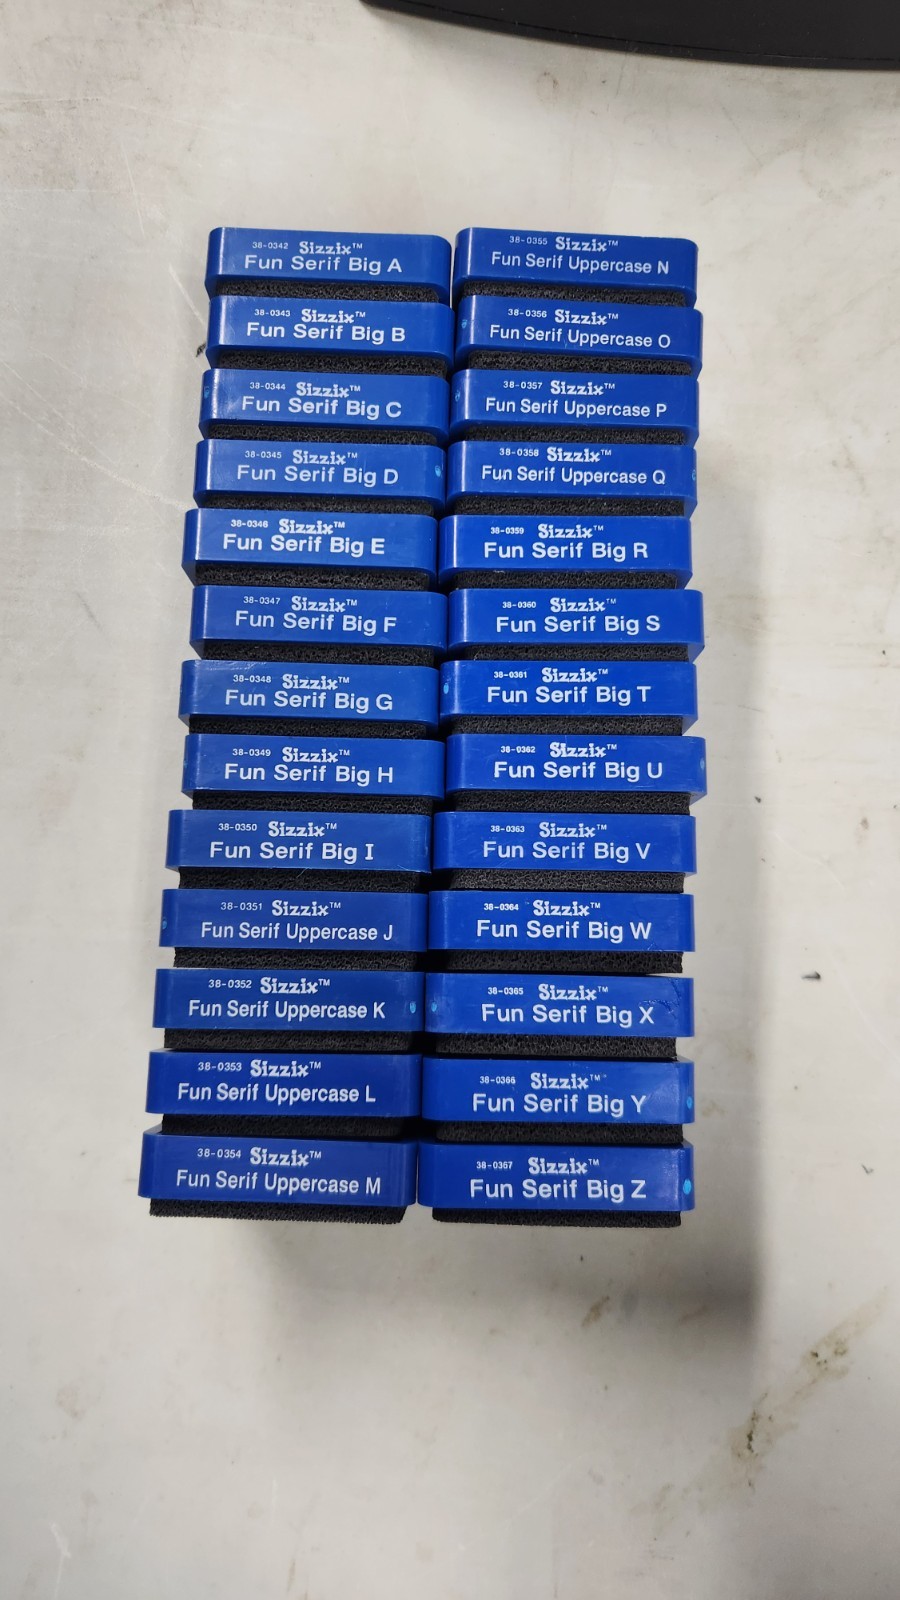 38-0342 Sizzix™
Fun Serif Big A
38-0343 Sizzix™
Fun Serif Big B
38-0344 Sizzix™
Fun Serif Big C
38-0345 Sizzix™
Fun Serif Big D
38-0346 Sizzix™
Fun Serif Big E
38-0347 Sizzix™
Fun Serif Big F
38-0348 Sizzix™
Fun Serif Big G
38-0349 Sizzix™
Fun Serif Big H
38-0350 Sizzix™
Fun Serif Big I
38-0351 Sizzix™
Fun Serif Uppercase J
38-0352 Sizzix™
Fun Serif Uppercase K
38-0353 Sizzix™
Fun Serif Uppercase L
38-0354 Sizzix™
Fun Serif Uppercase M
38-0355 Sizzix™
Fun Serif Uppercase N
38-0356 Sizzix™
Fun Serif Uppercase O
38-0357 Sizzix™
Fun Serif Uppercase P
38-0358 Sizzix™
Fun Serif Uppercase Q
38-0359 Sizzix™
Fun Serif Big R
38-0360 Sizzix™
Fun Serif Big S
38-0361 Sizzix™
Fun Serif Big T
38-0362 Sizzix™
Fun Serif Big U
38-0363 Sizzix™
Fun Serif Big V
38-0364 Sizzix™
Fun Serif Big W
38-0365 Sizzix™
Fun Serif Big X
38-0366 Sizzix™
Fun Serif Big Y
38-0367 Sizzix™
Fun Serif Big Z